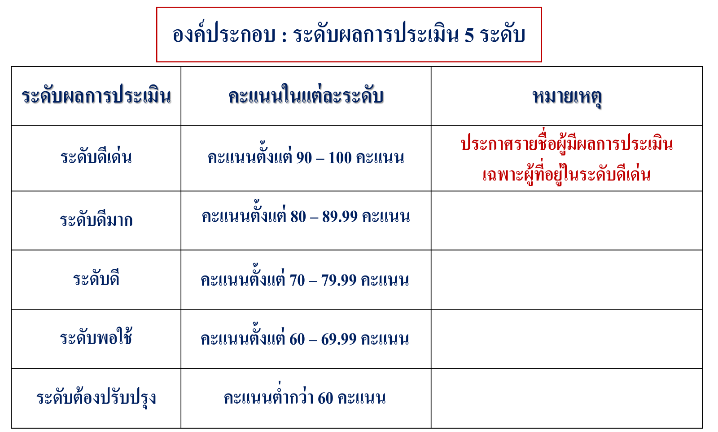 องค์ประกอบ : ระดับผลการประเมิน 5 ระดับ
ระดับผลการประเมิน คะแนนในแต่ละระดับ หมายเหตุ
ระดับดีเด่น คะแนนตั้งแต่ 90 – 100 คะแนน ประกาศรายชื่อผู้มีผลการประเมิน
เฉพาะผู้ที่อยู่ในระดับดีเด่น
ระดับดีมาก คะแนนตั้งแต่ 80 – 89.99 คะแนน
ระดับดี คะแนนตั้งแต่ 70 – 79.99 คะแนน
ระดับพอใช้ คะแนนตั้งแต่ 60 – 69.99 คะแนน
ระดับต้องปรับปรุง คะแนนต่ำกว่า 60 คะแนน